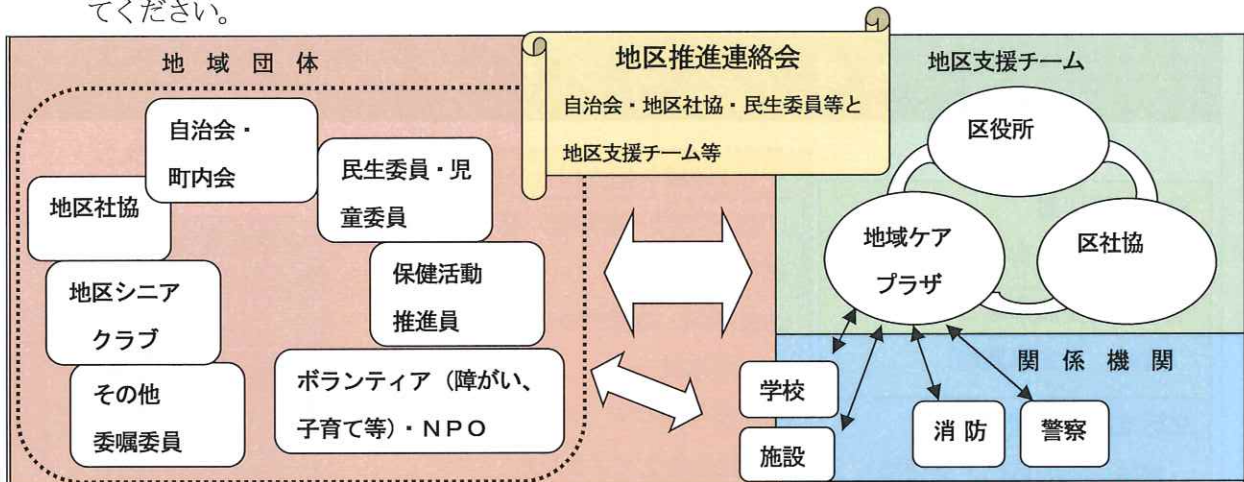 てください。
地域団体
地区推進連絡会
自治会・地区社協・民生委員等と
地区支援チーム等
地区支援チーム
自治会・
町内会
民生委員・児
童委員
地区社協
保健活動
推進員
地区シニア
クラブ
その他
委嘱委員
ボランティア（障がい、
子育て等）・ＮＰＯ
区役所
地域ケア
プラザ
区社協
関係機関
学校
施設
消防
警察